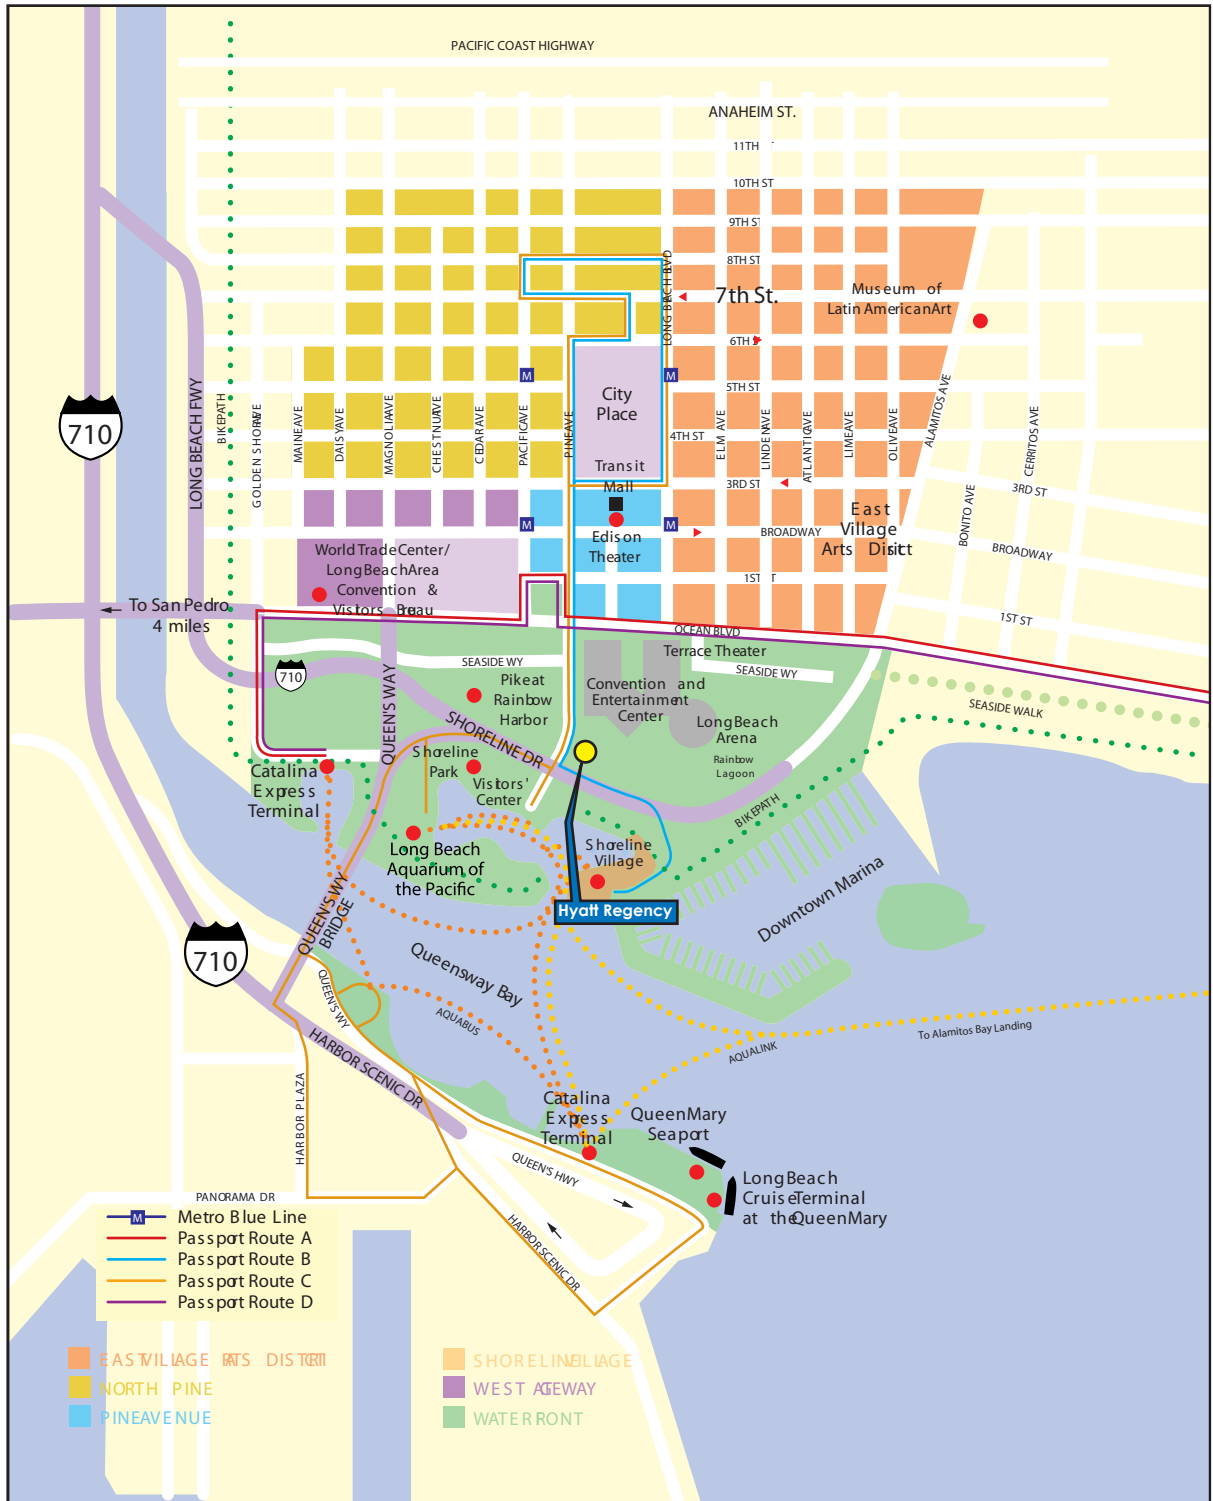 PACIFIC COAST HIGHWAY
ANAHEIM ST.
11TH
10TH ST
9TH ST
8TH ST
LONG BEACH BLVD
7th St.
Museum of
Latin American Art
6TH ST
5TH ST
City
Place
710
LONG BEACH FWY
BIKEPATH
GOLDEN SHORE AVE
MAINE AVE
DAISY AVE
MAGNOLIA AVE
CHESTNUT AVE
CEDAR AVE
PACIFIC AVE
PINE AVE
ELM AVE
LINDEN AVE
ATLANTIC AVE
LIME AVE
OLIVE AVE
ALAMITOS AVE
CERRITOS AVE
BONITO AVE
M
M
M
M
4TH ST
Transit
Mall
3RD ST
3RD ST
Edison
Theater
BROADWAY
BROADWAY
East
Village
Arts District
World Trade Center/
Long Beach Area
Convention &
Visitors Bureau
1ST ST
1ST ST
To San Pedro
4 miles
OCEAN BLVD
Terrace Theater
SEASIDE WY
SEASIDE WY
710
QUEEN'S WAY
Pike at
Rainbow
Harbor
Convention and
Entertainment
Center
Long Beach
Arena
Rainbow
Lagoon
SEASIDE WALK
SHORELINE DR
Shoreline
Park
Visitors'
Center
Catalina
Express
Terminal
BIKEPATH
Long Beach
Aquarium of
the Pacific
Shoreline
Village
Hyatt Regency
Downtown Marina
QUEEN'S WY
BRIDGE
710
Queensway Bay
QUEEN'S WY
AQUABUS
AQUALINK
To Alamitos Bay Landing
HARBOR SCENIC DR
HARBOR PLAZA
Catalina
Express
Terminal
Queen Mary
Seaport
QUEEN'S HWY
Long Beach
Cruise Terminal
at the Queen Mary
HARBOR SCENIC DR
PANORAMA DR
M Metro Blue Line
Passport Route A
Passport Route B
Passport Route C
Passport Route D
EAST VILLAGE ARTS DISTRICT
NORTH PINE
PINE AVENUE
SHORELINE VILLAGE
WEST GATEWAY
WATERFRONT